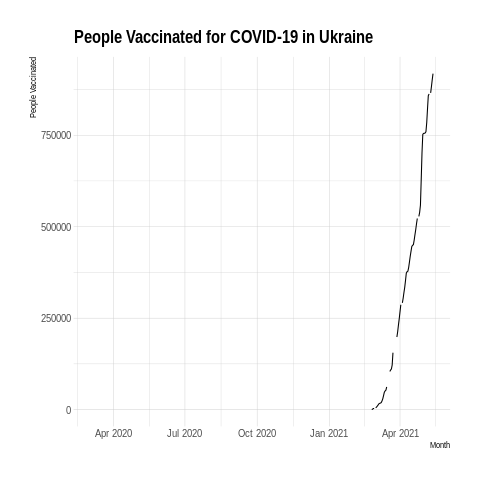 People Vaccinated for COVID-19 in Ukraine
People Vaccinated
750000
500000
250000
0
Apr 2020 Jul 2020 Oct 2020 Jan 2021 Apr 2021
Month